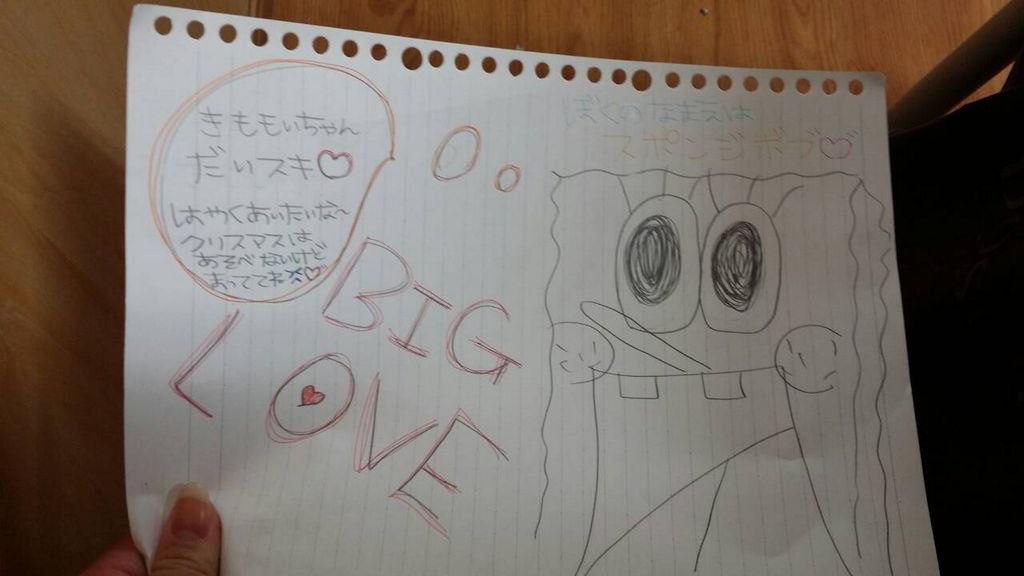 きももいちゃん
だいスキ♡
はやくあいたいな～
クリスマスは
あそべないけど
まっててね☆♡
BIG
LOVE
ぼくのなまえは
スポンジボブ♡